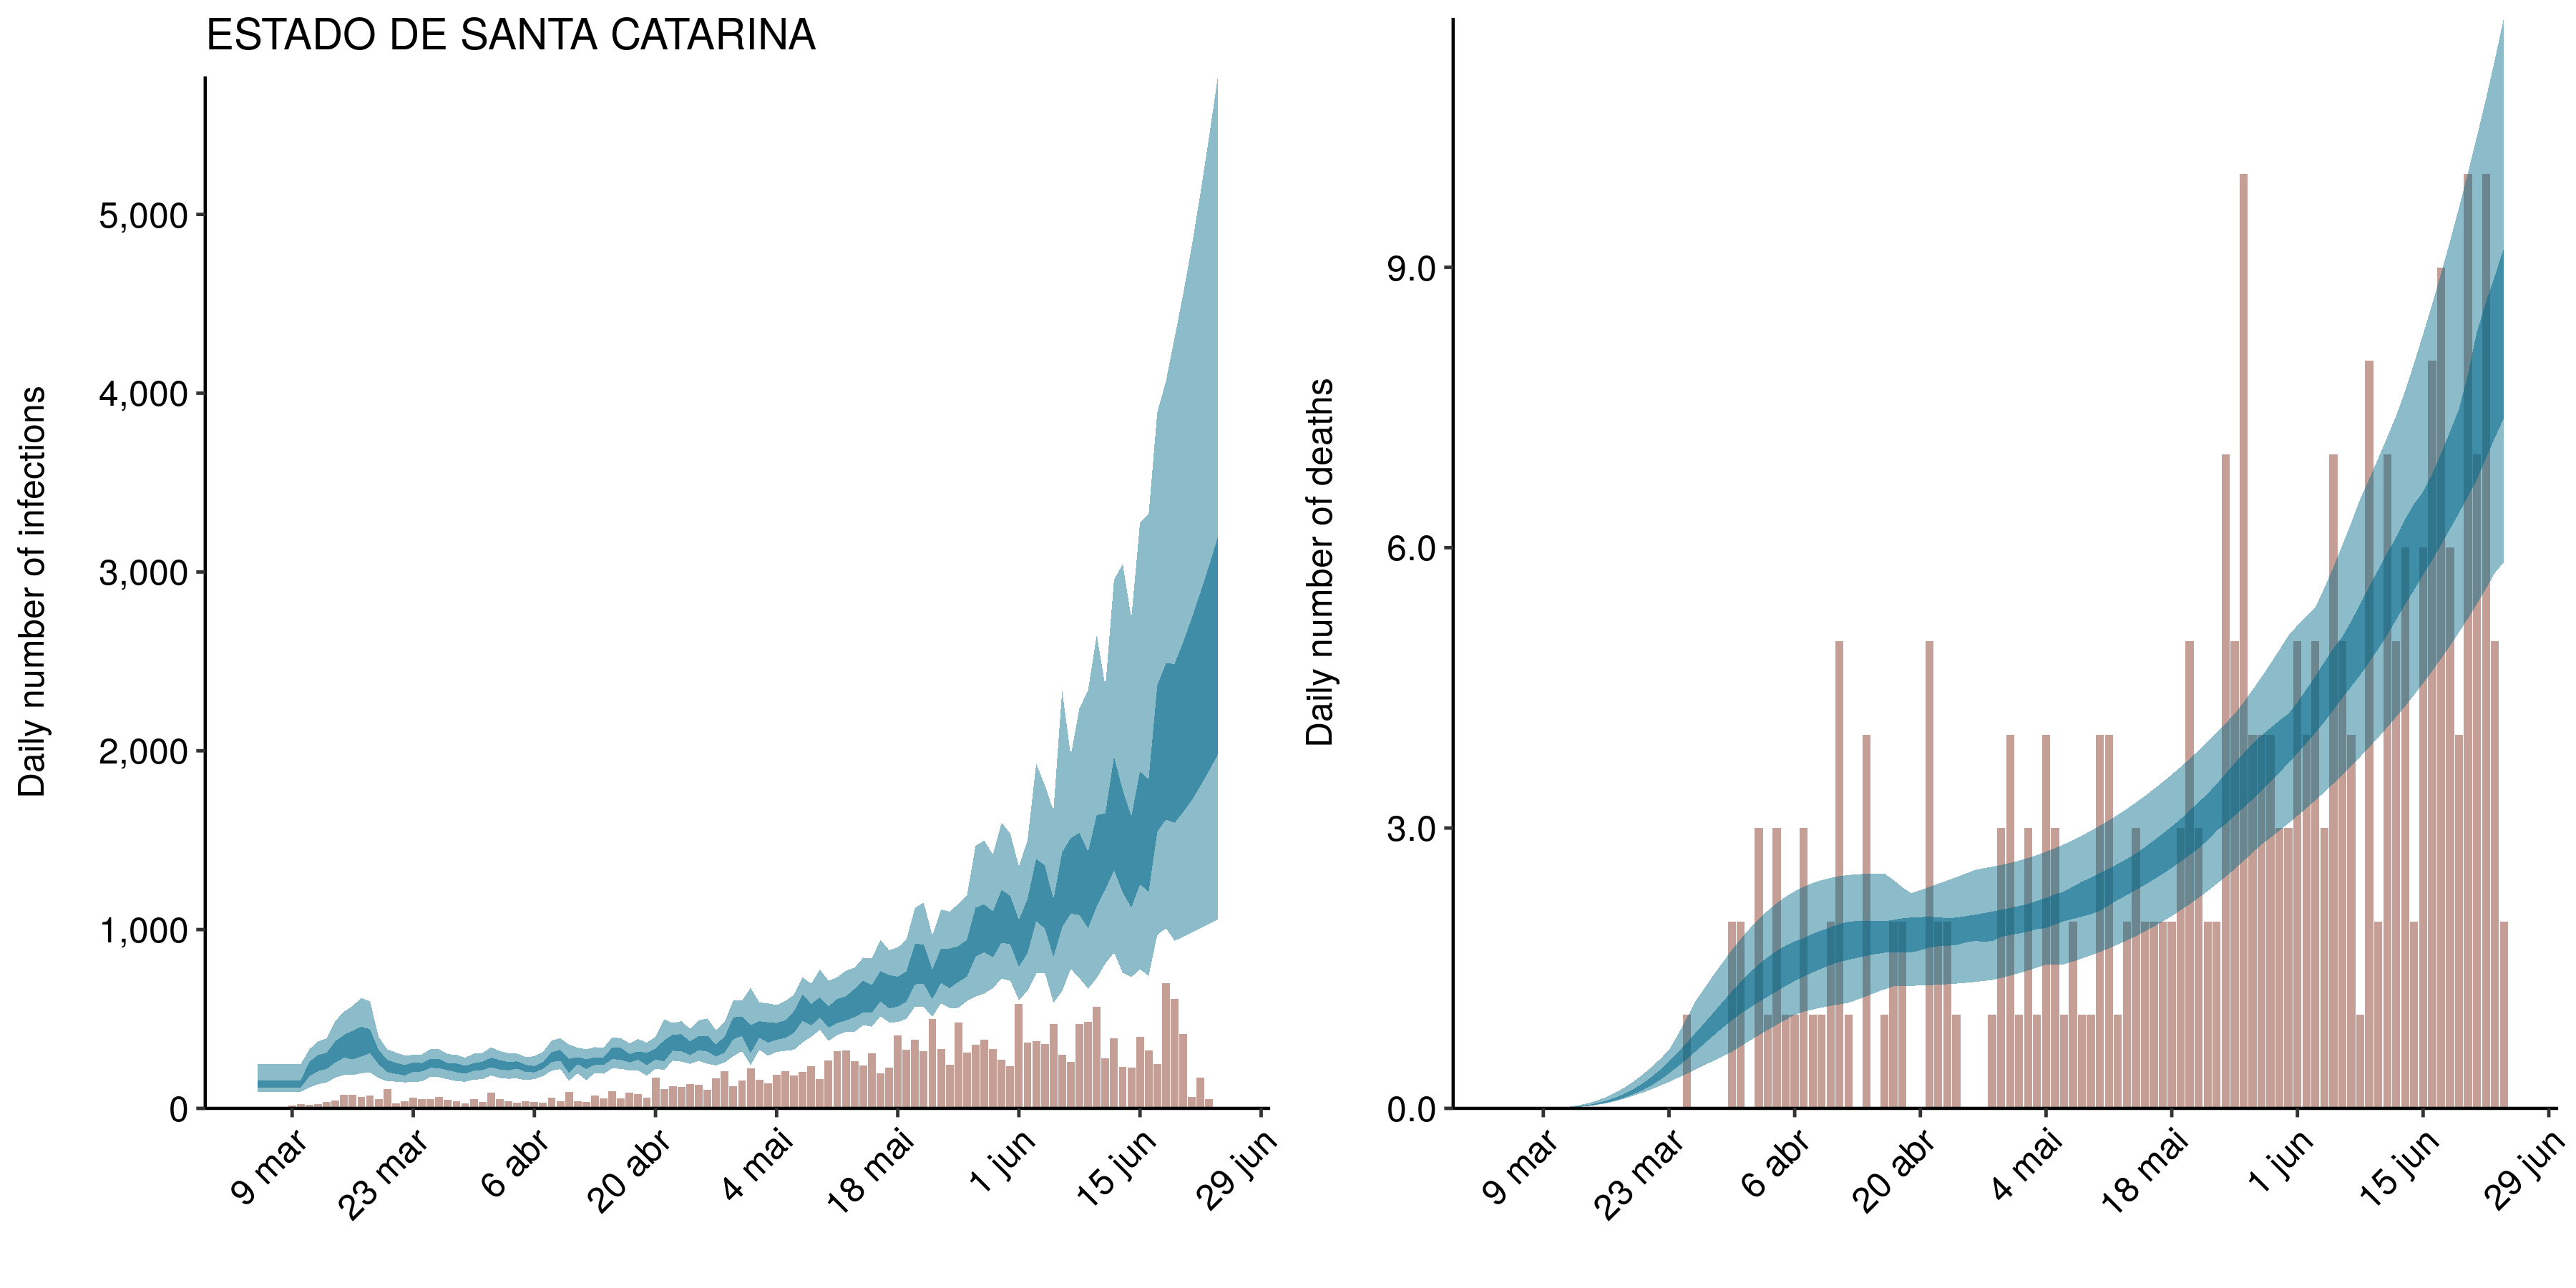 ESTADO DE SANTA CATARINA
Daily number of infections
5,000
4,000
3,000
2,000
1,000
0
9 mar
23 mar
6 abr
20 abr
4 mai
18 mai
1 jun
15 jun
29 jun
Daily number of deaths
9.0
6.0
3.0
0.0
9 mar
23 mar
6 abr
20 abr
4 mai
18 mai
1 jun
15 jun
29 jun